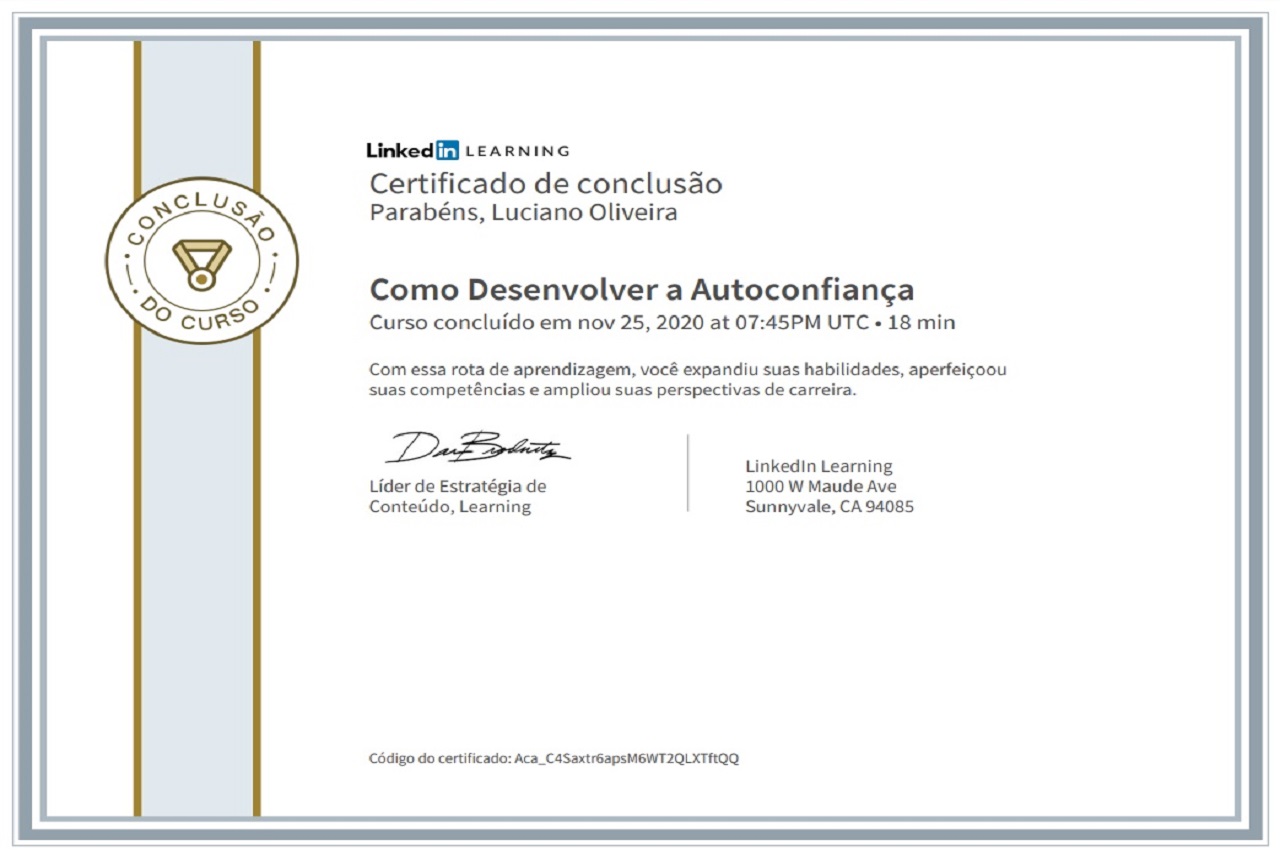 CONCLUSÃO
DO CURSO
Linked in LEARNING
Certificado de conclusão
Parabéns, Luciano Oliveira
Como Desenvolver a Autoconfiança
Curso concluído em nov 25, 2020 at 07:45PM UTC • 18 min
Com essa rota de aprendizagem, você expandiu suas habilidades, aperfeiçoou
suas competências e ampliou suas perspectivas de carreira.
Líder de Estratégia de
Conteúdo, Learning
LinkedIn Learning
1000 W Maude Ave
Sunnyvale, CA 94085
Código do certificado: Aca_C4Saxtr6apsM6WT2QLXTftQQ